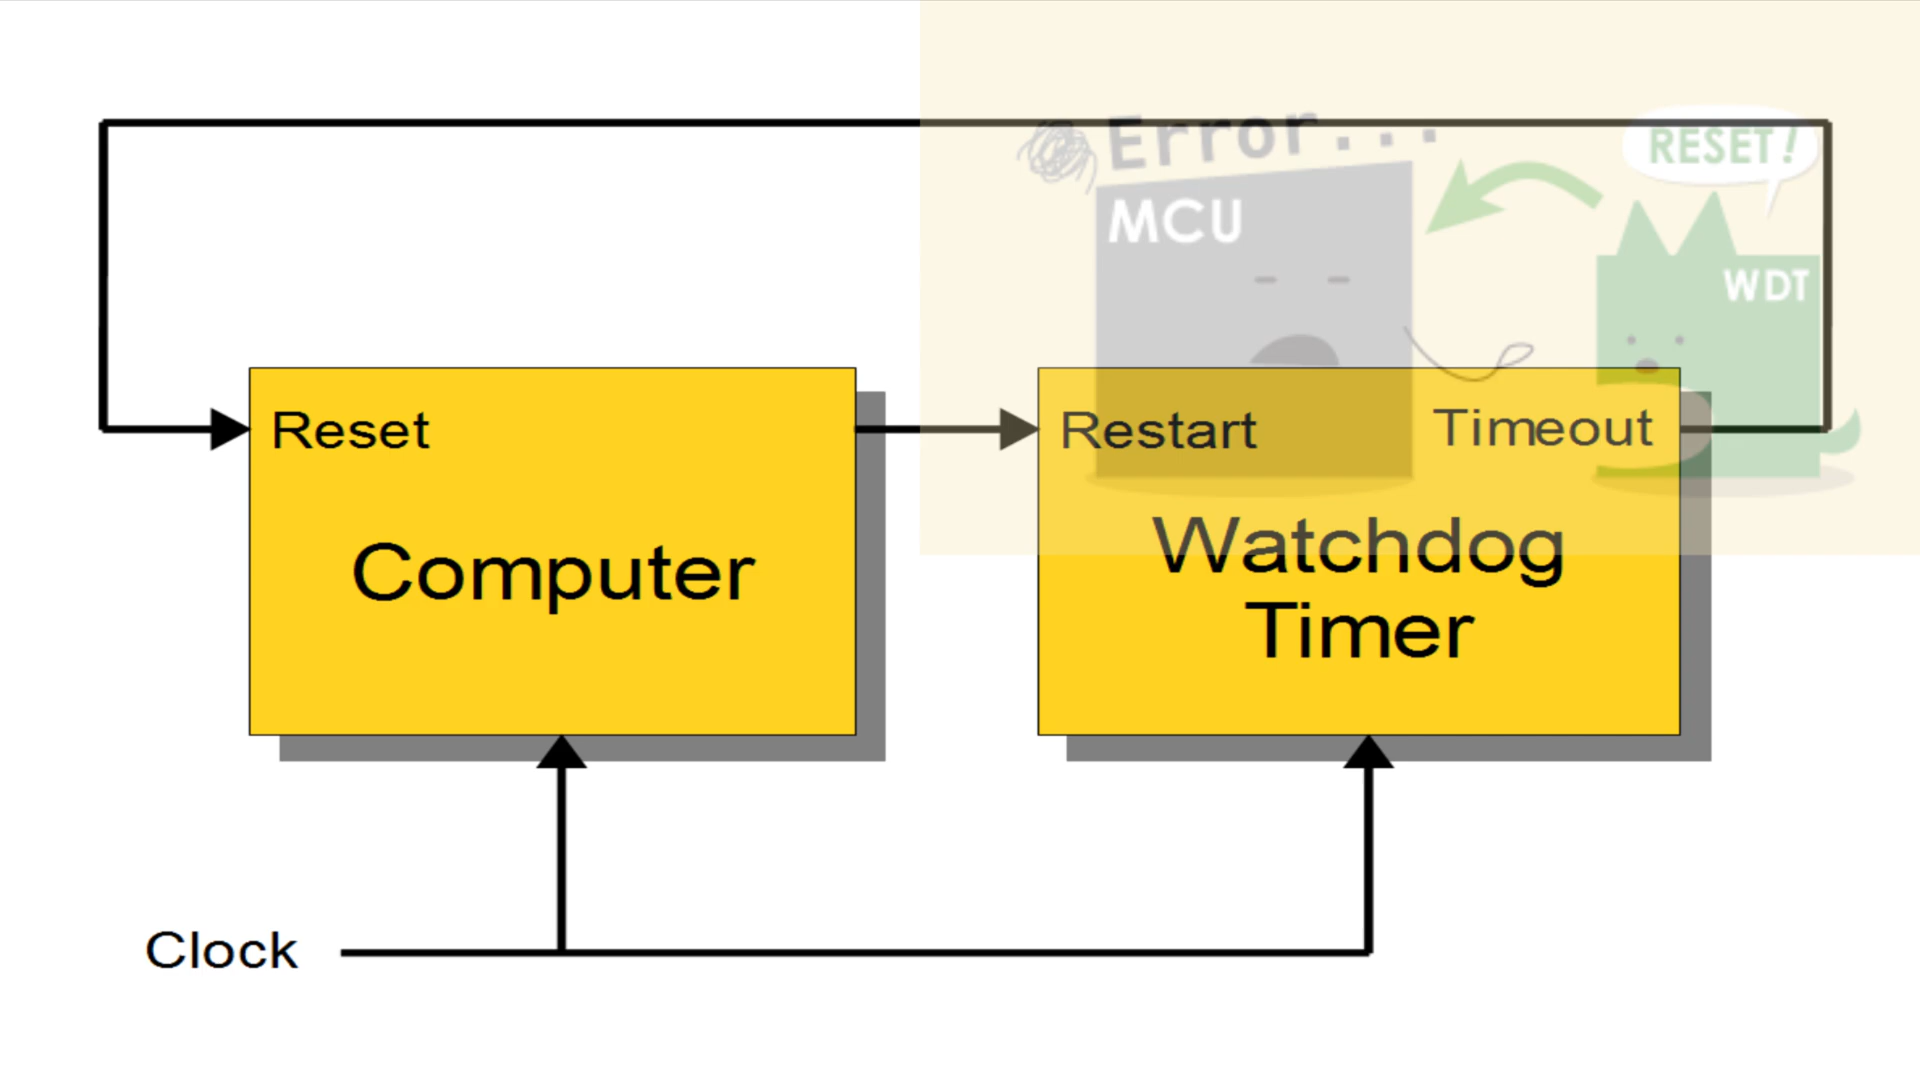 Error...
RESET!
MCU
WDT
Reset
Restart
Timeout
Computer
Watchdog
Timer
Clock